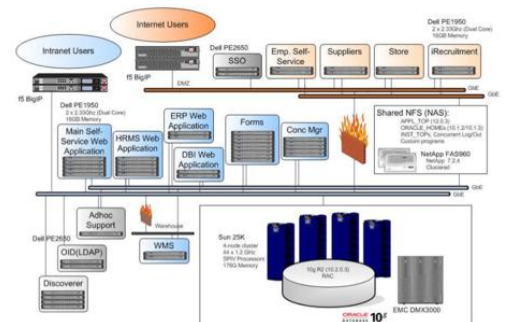 Internet Users
Intranet Users
f5 BigIP
f5 BigIP
DMZ
Dell PE2650
SSO
Emp. Self-
Service
Suppliers
Store
Recruitment
Dell PE1950
2 x 2.33Ghz (Dual Core)
16GB Memory
GbE
GbE
Dell PE1950
2 x 2.33Ghz (Dual Core)
16GB Memory
Main Self-
Service Web
Application
HRMS Web
Application
ERP Web
Application
DBI Web
Application
Forms
Conc Mgr
Shared NFS (NAS):
APPL_TOP (12.0.3)
ORACLE_HOMEs (10.1.2/10.1.3)
INST_TOPs, Concurrent Log/Out
Custom programs
NetApp FAS960
NetApp 7.2.4
Clustered
GbE
GbE
Adhoc
Support
Warehouse
WMS
Dell PE2650
OID(LDAP)
Discoverer
Sun 25K
4-node cluster
44 x 1.2 GHz
SPIV Processors
176G Memory
10g R2 (10.2.0.3)
RAC
ORACLE 10g
DATABASE
EMC DMX3000